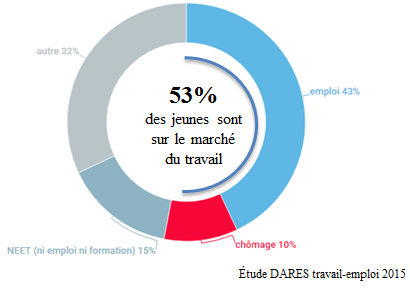 autre 32%
53%
des jeunes sont
sur le marché
du travail
emploi 43%
NEET (ni emploi ni formation) 15%
chômage 10%
Étude DARES travail-emploi 2015